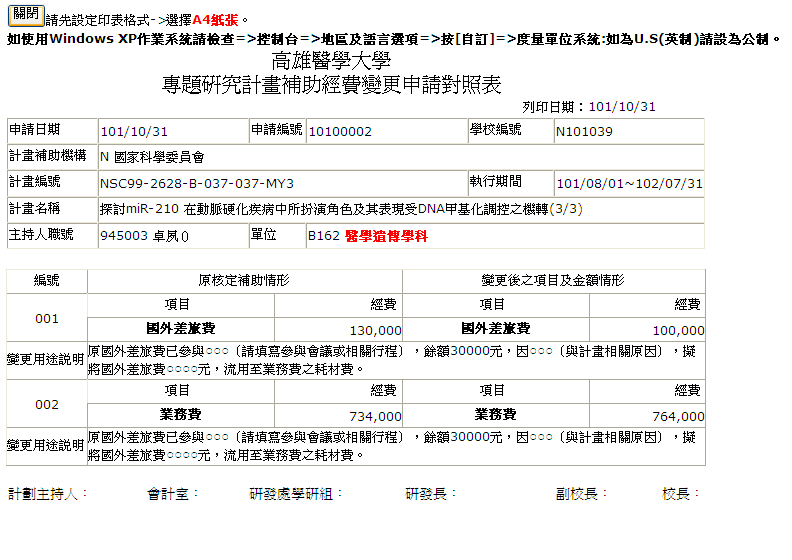 關閉 請先設定印表格式->選擇A4紙張。
如使用Windows XP作業系統請檢查=>控制台=>地區及語言選項=>按[自訂]=>度量單位系統:如為U.S(英制)請設為公制。
高雄醫學大學
專題研究計畫補助經費變更申請對照表
列印日期：101/10/31
申請日期 101/10/31 申請編號 10100002 學校編號 N101039
計畫補助機構 N 國家科學委員會
計畫編號 NSC99-2628-B-037-037-MY3 執行期間 101/08/01~102/07/31
計畫名稱 探討miR-210 在動脈硬化疾病中所扮演角色及其表現受DNA甲基化調控之機轉(3/3)
主持人職號 945003 卓夙 () 單位 B162 醫學遺傳學科
編號 原核定補助情形 變更後之項目及金額情形
001 項目 經費 項目 經費
國外差旅費 130,000 國外差旅費 100,000
變更用途説明 原國外差旅費已參與○○○〔請填寫參與會議或相關行程〕，餘額30000元，因○○○〔與計畫相關原因〕，擬
將國外差旅費○○○○元，流用至業務費之耗材費。
002 項目 經費 項目 經費
業務費 734,000 業務費 764,000
變更用途説明 原國外差旅費已參與○○○〔請填寫參與會議或相關行程〕，餘額30000元，因○○○〔與計畫相關原因〕，擬
將國外差旅費○○○○元，流用至業務費之耗材費。
計劃主持人： 會計室： 研發處學研組： 研發長： 副校長： 校長：